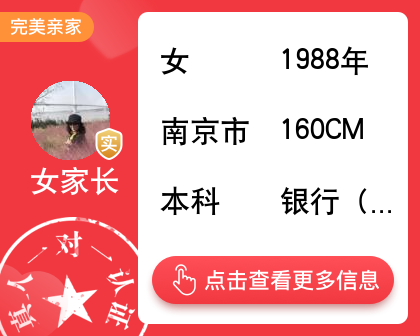 完美亲家
女 1988年
南京市 160CM
实
女家长
本科 银行（...
真人一对一认证
点击查看更多信息